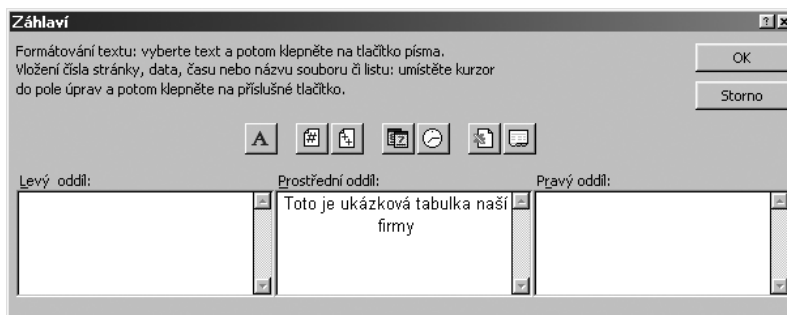 Záhlaví
Formátování textu: vyberte text a potom klepněte na tlačítko písma.
Vložení čísla stránky, data, času nebo názvu souboru či listu: umístěte kurzor
do pole úprav a potom klepněte na příslušné tlačítko.
OK
Storno
A
Levý oddíl:
Prostřední oddíl:
Pravý oddíl:
Toto je ukázková tabulka naší
firmy